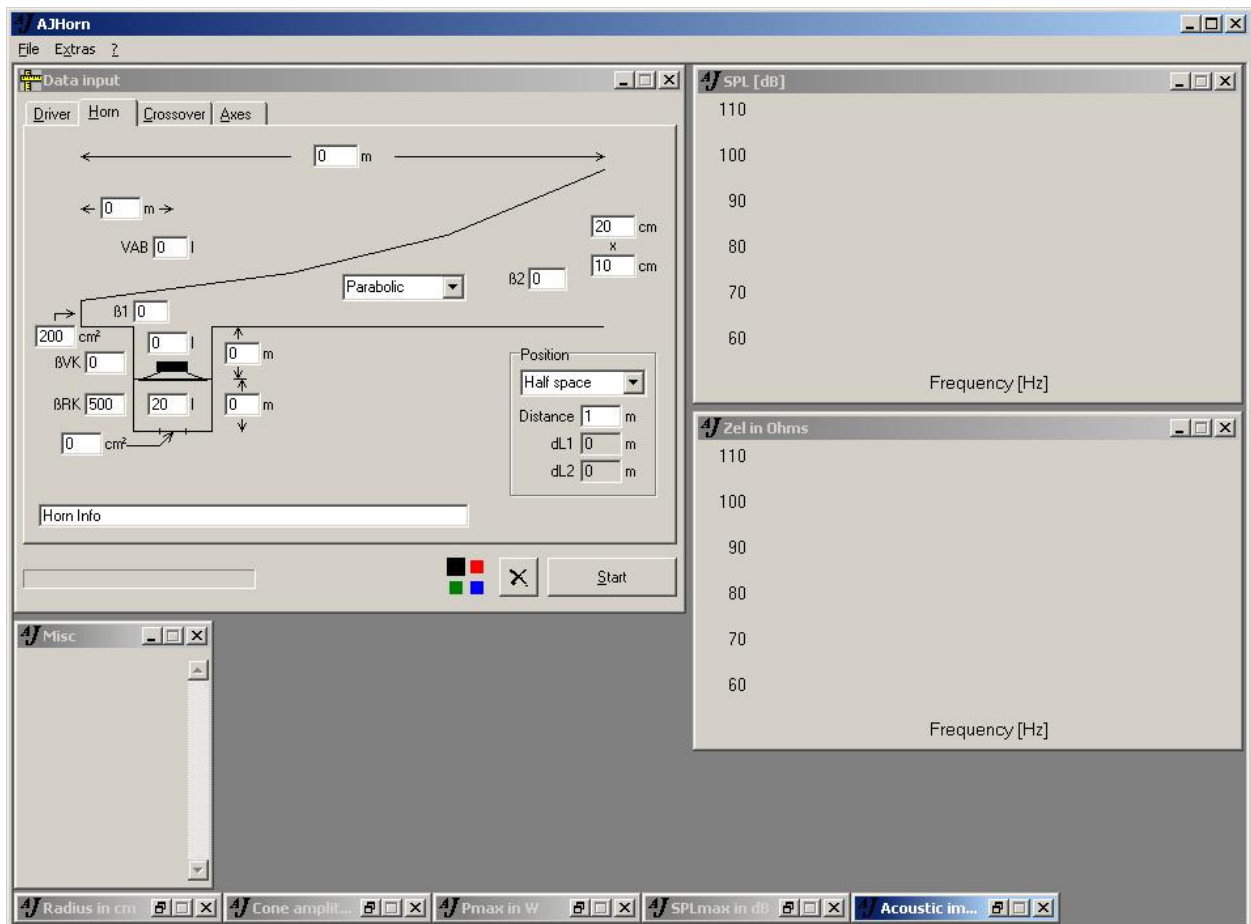 AJHorn
File Extras ?
Data input
Driver Horn Crossover Axes
0 m
0 m
VAB 0 l
20 cm
x
10 cm
Parabolic
ß2 0
ß1 0
200 cm²
0 l
0 m
ßVK 0
ßRK 500
20 l
0 m
0 cm²
Position
Half space
Distance 1 m
dL1 0 m
dL2 0 m
Horn Info
Start
SPL [dB]
110
100
90
80
70
60
Frequency [Hz]
Zel in Ohms
110
100
90
80
70
60
Frequency [Hz]
Misc
Radius in cm
Cone amplit...
Pmax in W
SPLmax in dB
Acoustic im...